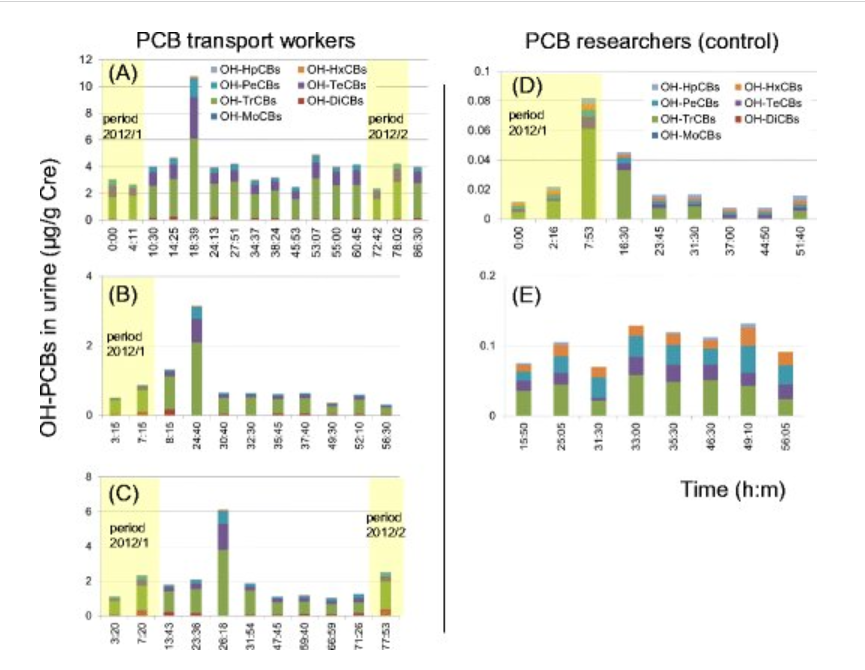 PCB transport workers
PCB researchers (control)
OH-PCBs in urine (µg/g Cre)
(A)
OH-HpCBs OH-HxCBs
OH-PeCBs OH-TeCBs
OH-TrCBs OH-DiCBs
OH-MoCBs
period
2012/1
period
2012/2
12
10
8
6
4
2
0
0:00 4:11 10:30 14:25 18:39 24:13 27:51 34:37 38:24 45:53 53:07 55:00 60:45 72:42 78:02 86:30
(B)
period
2012/1
4
2
0
3:15 7:15 8:15 24:40 30:40 32:30 35:45 37:40 49:30 52:10 56:30
(C)
period
2012/1
period
2012/2
8
6
4
2
0
3:20 7:20 13:43 23:36 26:18 31:54 47:45 59:40 66:59 71:26 77:53
(D)
OH-HpCBs OH-HxCBs
OH-PeCBs OH-TeCBs
OH-TrCBs OH-DiCBs
OH-MoCBs
period
2012/1
0.1
0.08
0.06
0.04
0.02
0
0:00 2:16 7:53 16:30 23:45 31:30 37:00 44:50 51:40
(E)
0.2
0.1
0
15:50 25:05 31:30 33:00 35:30 46:30 49:10 56:05
Time (h:m)